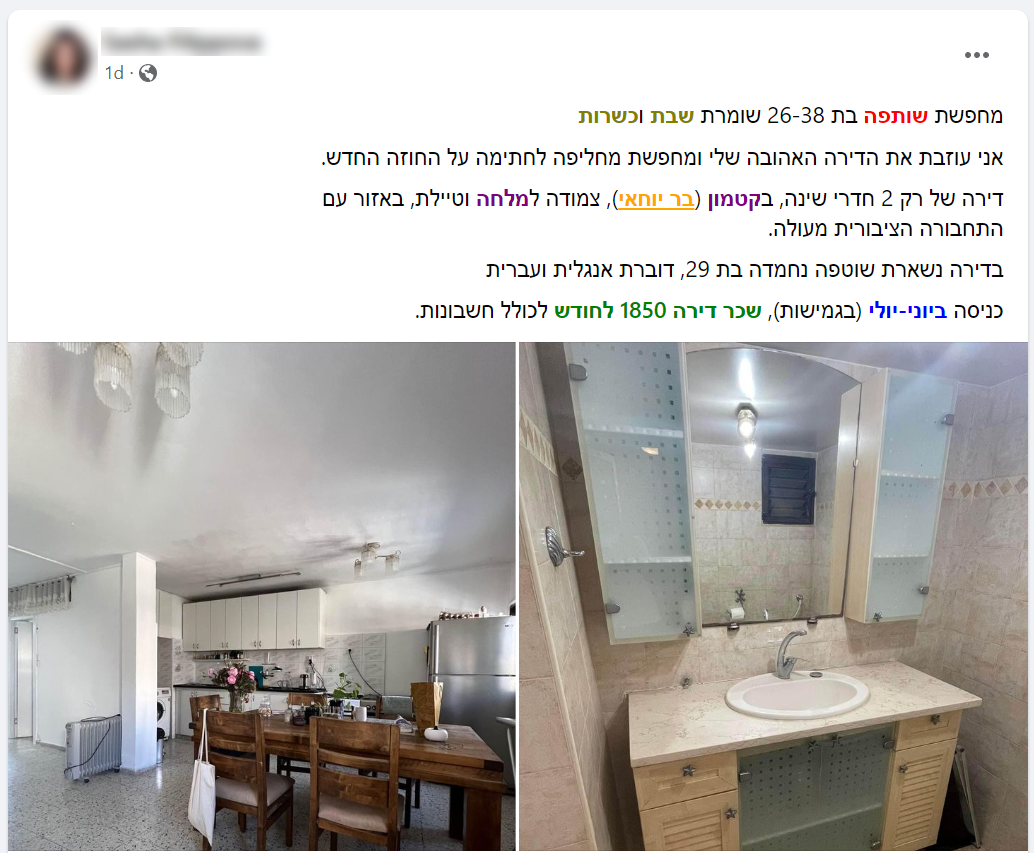 1d ·
מחפשת שותפה בת 26-38 שומרת שבת וכשרות
אני עוזבת את הדירה האהובה שלי ומחפשת מחליפה לחתימה על החוזה החדש.
דירה של רק 2 חדרי שינה, בקטמון (בר יוחאי), צמודה למלחה וטיילת, באזור עם
התחבורה הציבורית מעולה.
בדירה נשארת שוטפה נחמדה בת 29, דוברת אנגלית ועברית
כניסה ביוני-יולי (בגמישות), שכר דירה 1850 לחודש לכולל חשבונות.